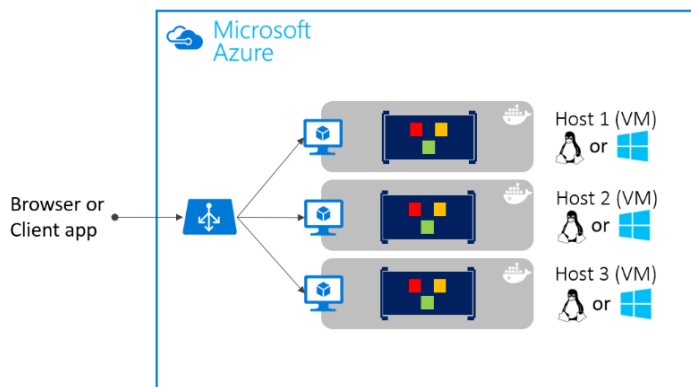 Microsoft
Azure
Host 1 (VM)
or
Browser or
Client app
Host 2 (VM)
or
Host 3 (VM)
or